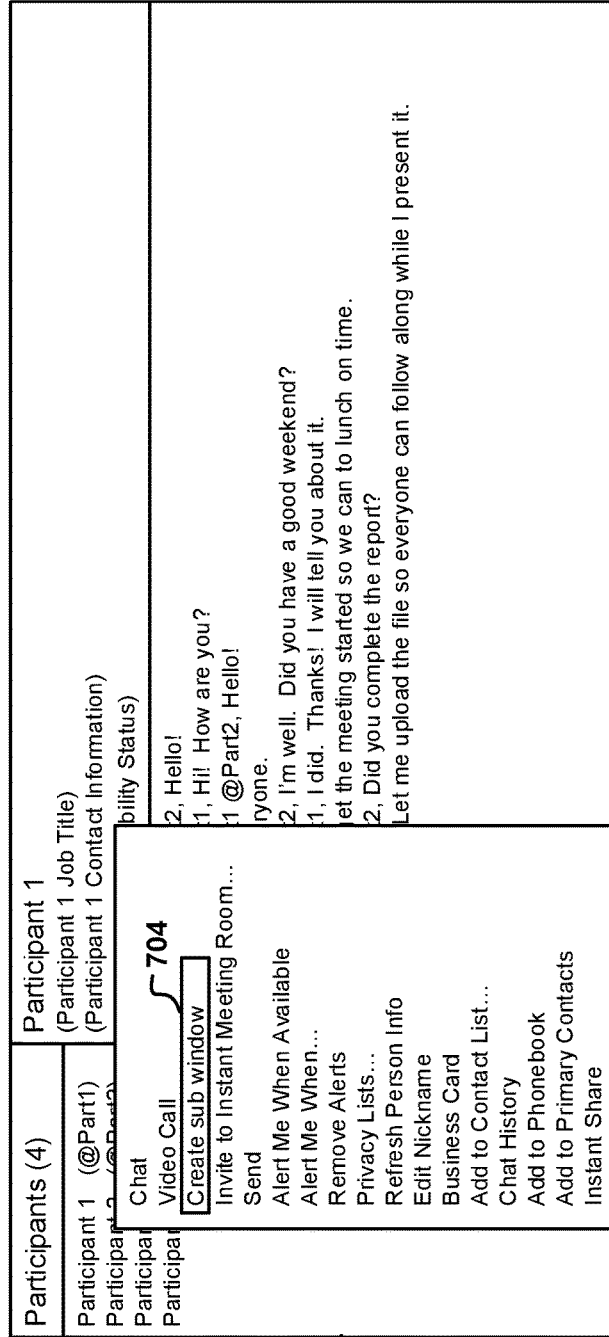 Participants (4)
Participant 1 (@Part1)
Participant 2 (@Part2)
Participan
Participan
Participant 1
(Participant 1 Job Title)
(Participant 1 Contact Information)
bility Status)
Chat
Video Call
704
Create sub window
Invite to Instant Meeting Room...
Send
Alert Me When Available
Alert Me When...
Remove Alerts
Privacy Lists...
Refresh Person Info
Edit Nickname
Business Card
Add to Contact List...
Chat History
Add to Phonebook
Add to Primary Contacts
Instant Share
2, Hello!
1, Hi! How are you?
1 @Part2, Hello!
ryone.
2, I'm well. Did you have a good weekend?
1, I did. Thanks! I will tell you about it.
et the meeting started so we can to lunch on time.
2, Did you complete the report?
Let me upload the file so everyone can follow along while I present it.